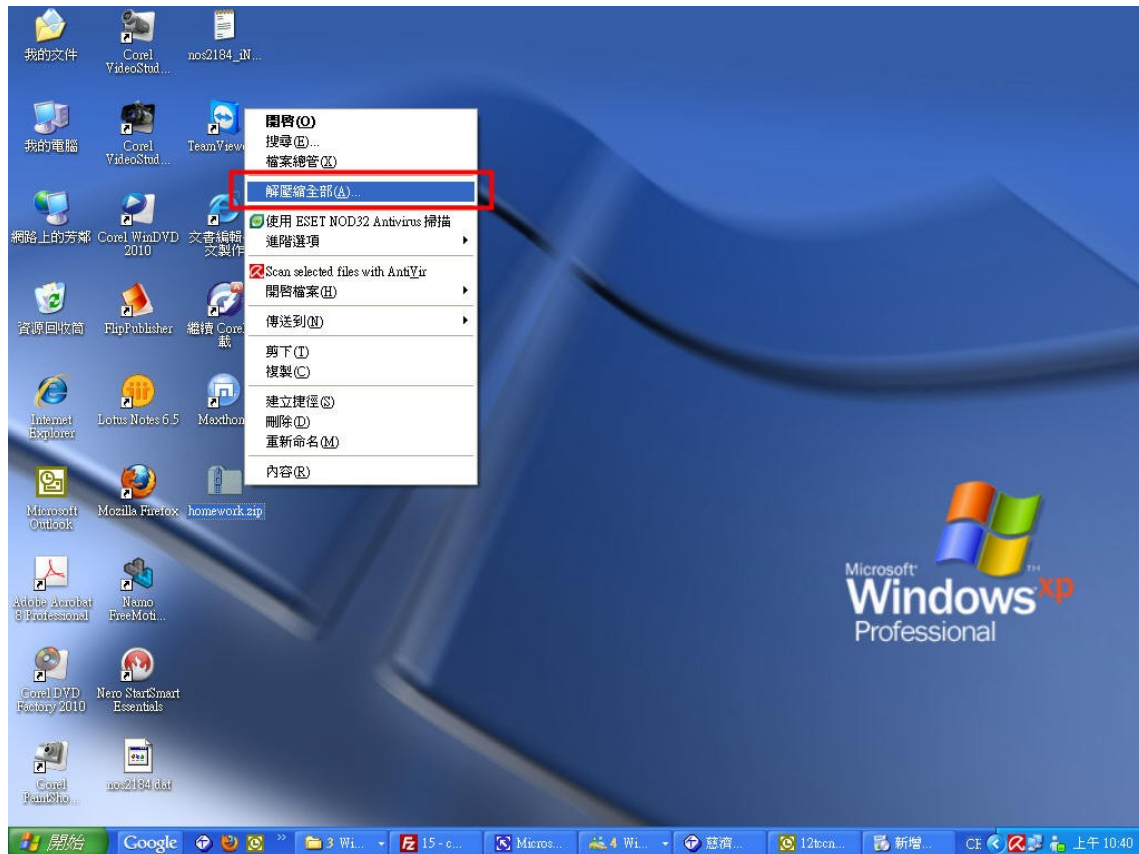 我的文件
Corel
VideoStud...
nos2184_iN...
我的電腦
Corel
VideoStud...
TeamView
網路上的芳鄰
Corel WinDVD
2010
文書編輯
文製作
資源回收筒
FlipPublisher
繼續 Corel
載
Internet
Explorer
Lotus Notes 6.5
Maxthon
Microsoft
Outlook
Mozilla Firefox
homework.zip
Adobe Acrobat
8 Professional
Namo
FreeMoti...
Corel DVD
Factory 2010
Nero StartSmart
Essentials
Corel
PaintSho...
nos2184.dat
開啓(O)
搜尋(E)...
檔案總管(X)
解壓縮全部(A)...
使用 ESET NOD32 Antivirus 掃描
進階選項
Scan selected files with AntiVir
開啓檔案(H)
傳送到(N)
剪下(T)
複製(C)
建立捷徑(S)
刪除(D)
重新命名(M)
內容(R)
Microsoft
Windows xp
Professional
開始
Google
3 Wi...
15 - c...
Micros...
4 Wi...
慈濟...
12tccn...
新增...
CH
上午 10:40